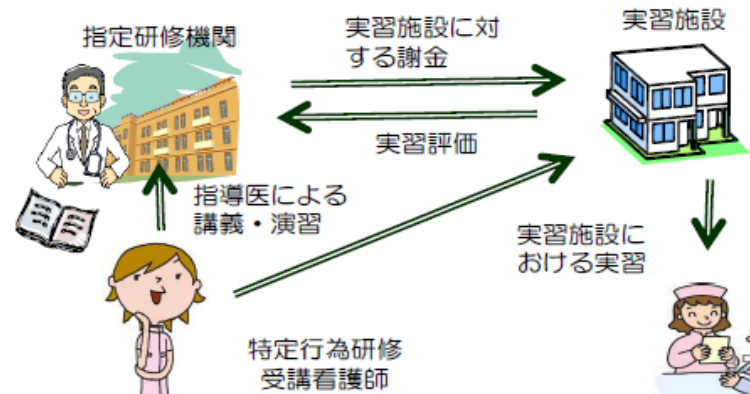 指定研修機関
実習施設に対
する謝金
実習施設
実習評価
指導医による
講義・演習
実習施設に
おける実習
特定行為研修
受講看護師